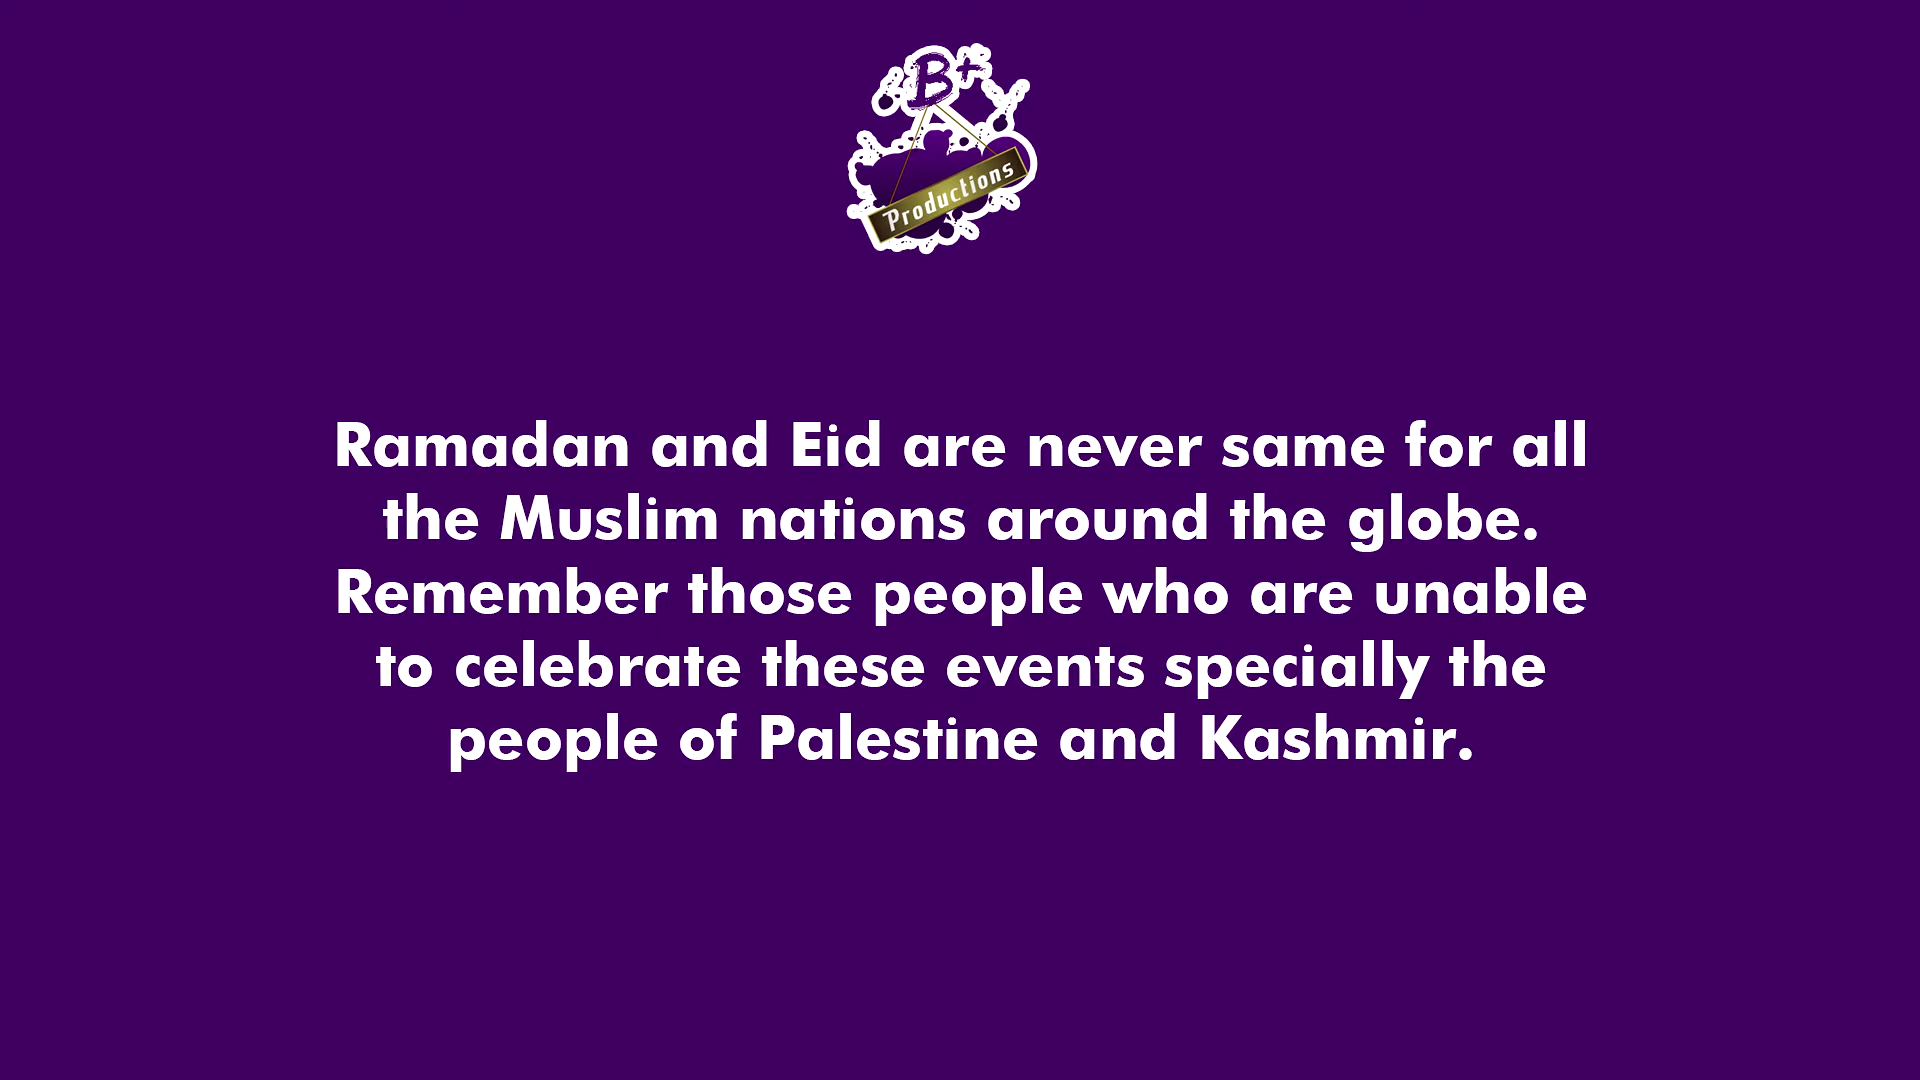 B+
Productions
Ramadan and Eid are never same for all
the Muslim nations around the globe.
Remember those people who are unable
to celebrate these events specially the
people of Palestine and Kashmir.